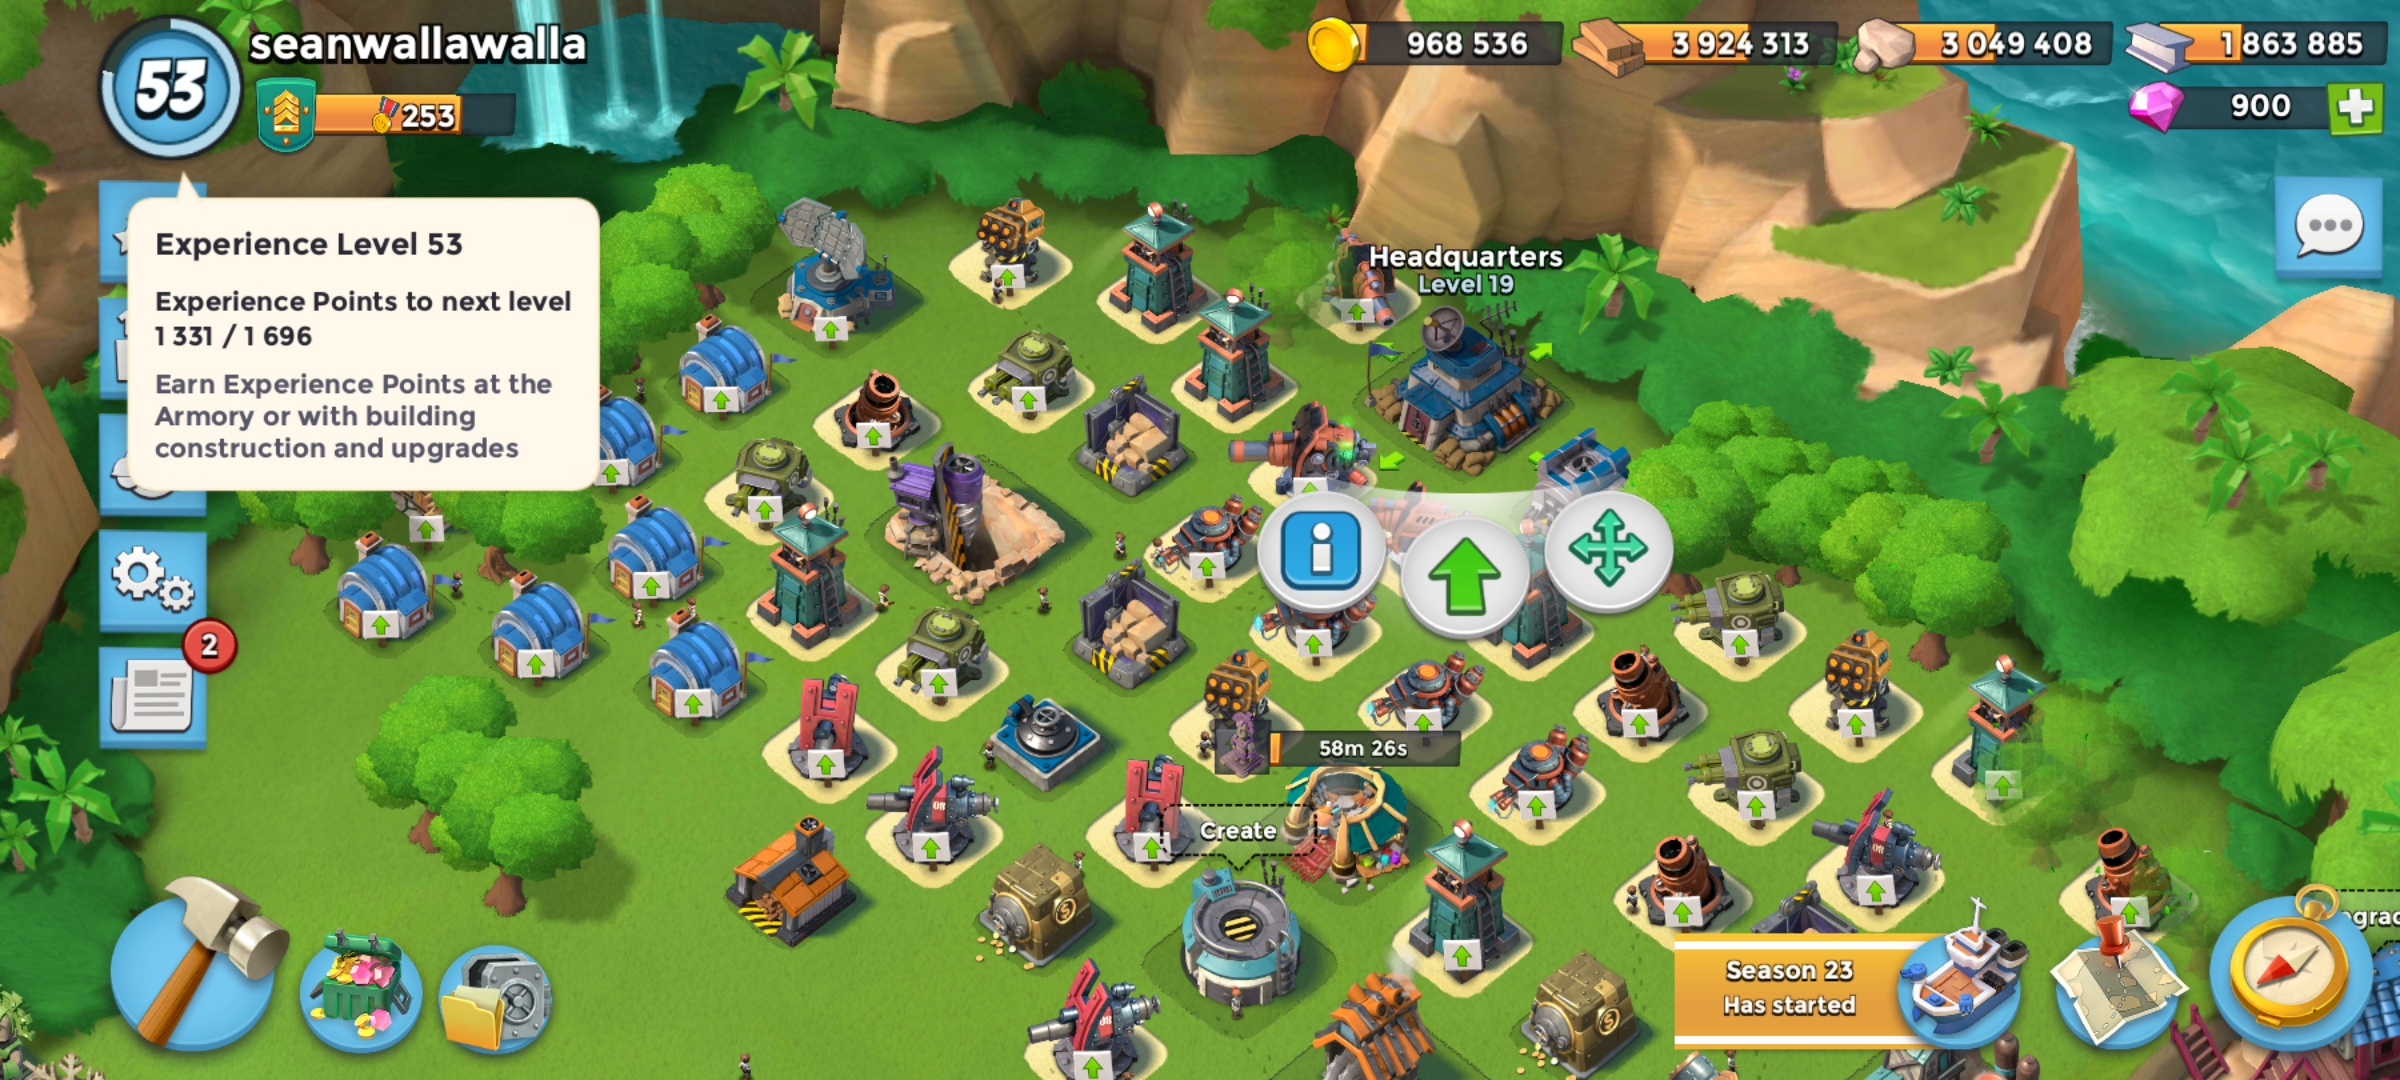 53
seanwallawalla
253
968 536
3 924 313
3 049 408
1 863 885
900
Experience Level 53
Experience Points to next level
1 331 / 1 696
Earn Experience Points at the
Armory or with building
construction and upgrades
Headquarters
Level 19
2
58m 26s
Create
Season 23
Has started